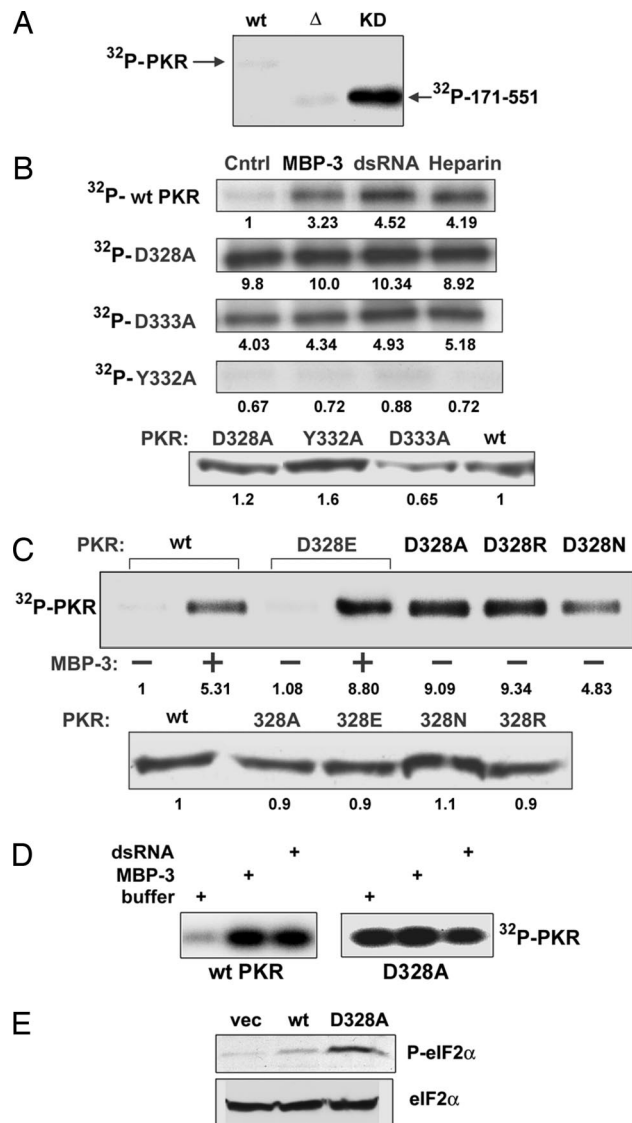 A
wt Δ KD
³²P-PKR
³²P-171-551
B
Cntrl MBP-3 dsRNA Heparin
³²P- wt PKR
1 3.23 4.52 4.19
³²P- D328A
9.8 10.0 10.34 8.92
³²P- D333A
4.03 4.34 4.93 5.18
³²P- Y332A
0.67 0.72 0.88 0.72
PKR: D328A Y332A D333A wt
1.2 1.6 0.65 1
C
PKR: wt D328E D328A D328R D328N
³²P-PKR
MBP-3: − + − + − − −
1 5.31 1.08 8.80 9.09 9.34 4.83
PKR: wt 328A 328E 328N 328R
1 0.9 0.9 1.1 0.9
D
dsRNA + +
MBP-3 + +
buffer + +
³²P-PKR
wt PKR D328A
E
vec wt D328A
P-eIF2α
eIF2α